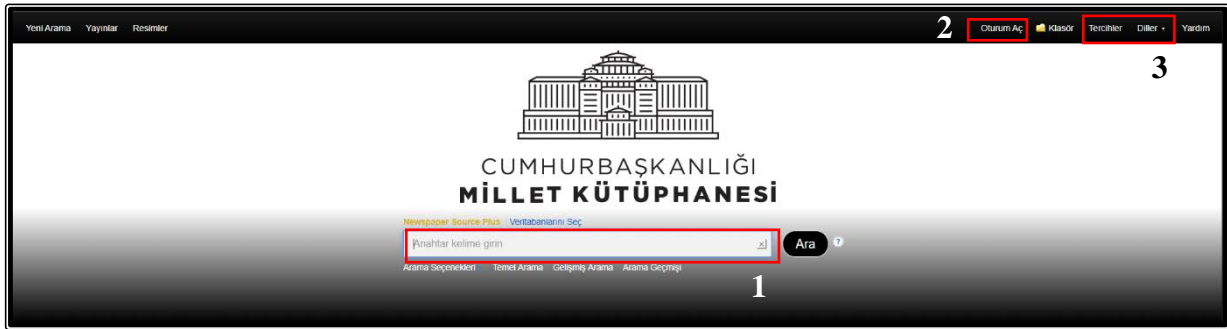 Yeni Arama Yayınlar Resimler 2 Oturum Aç Klasör Tercihler Diller Yardım
3
CUMHURBAŞKANLIĞI
MİLLET KÜTÜPHANESİ
Newspaper Source Plus Veritabanlarını Seç
Anahtar kelime girin x Ara ?
Arama Seçenekleri Temel Arama Gelişmiş Arama Arama Geçmişi
1